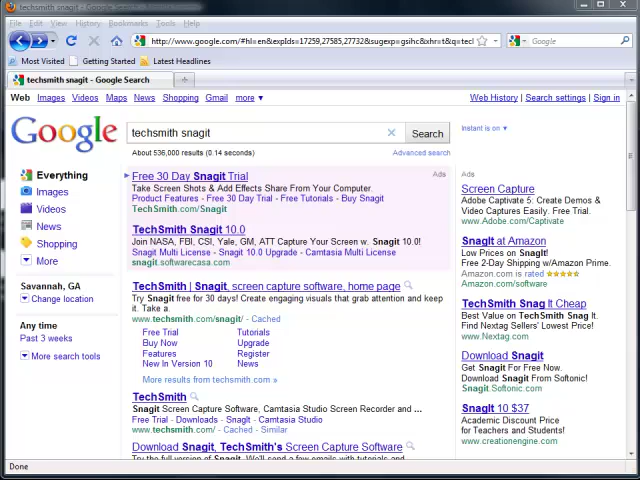 techsmith snagit - Google Search
File Edit View History Bookmarks Tools Help
http://www.google.com/#hl=en&expIds=17259,27585,27732&sugexp=gsihc&xhr=t&q=tecl
Google
Most Visited Getting Started Latest Headlines
techsmith snagit - Google Search
Web Images Videos Maps News Shopping Gmail more ▼ Web History | Search settings | Sign in
Google
techsmith snagit
Search
Instant is on ▼
About 536,000 results (0.14 seconds)
Advanced search
Everything
Images
Videos
News
Shopping
More
Savannah, GA
Change location
Any time
Past 3 weeks
More search tools
Free 30 Day Snagit Trial
Ads
Take Screen Shots & Add Effects Share From Your Computer.
Product Features - Free 30 Day Trial - Free Tutorials - Buy Snagit
TechSmith.com/Snagit
TechSmith Snagit 10.0
Join NASA, FBI, CSI, Yale, GM, ATT Capture Your Screen w. Snagit 10.0!
Snagit Multi License - Snagit 10.0 Upgrade - Camtasia Multi License
snagit.softwarecasa.com
TechSmith | Snagit, screen capture software, home page
Try Snagit free for 30 days! Create engaging visuals that grab attention and keep
it. Take a.
www.techsmith.com/snagit/ - Cached
Free Trial Tutorials
Buy Now Upgrade
Features Register
New In Version 10 News
More results from techsmith.com »
TechSmith
Snagit Screen Capture Software, Camtasia Studio Screen Recorder and ...
Free Trial - Downloads - SnagIt - Camtasia Studio
www.techsmith.com/ - Cached - Similar
Download Snagit, TechSmith's Screen Capture Software
Try the full version of Snagit. We'll send a few emails with tutorials and
Ads
Screen Capture
Adobe Captivate 5: Create Demos &
Video Captures Easily. Free Trial.
www.Adobe.com/Captivate
SnagIt at Amazon
Low Prices on SnagIt!
Free 2-Day Shipping w/Amazon Prime.
Amazon.com is rated
Amazon.com/software
TechSmith Snag It Cheap
Best Value on TechSmith Snag It.
Find Nextag Sellers' Lowest Price!
www.Nextag.com
Download SnagIt
Get SnagIt For Free Now.
Download SnagIt From Softonic!
SnagIt.Softonic.com
SnagIt 10 $37
Academic Discount Price
for Teachers and Students!
www.creationengine.com
Done